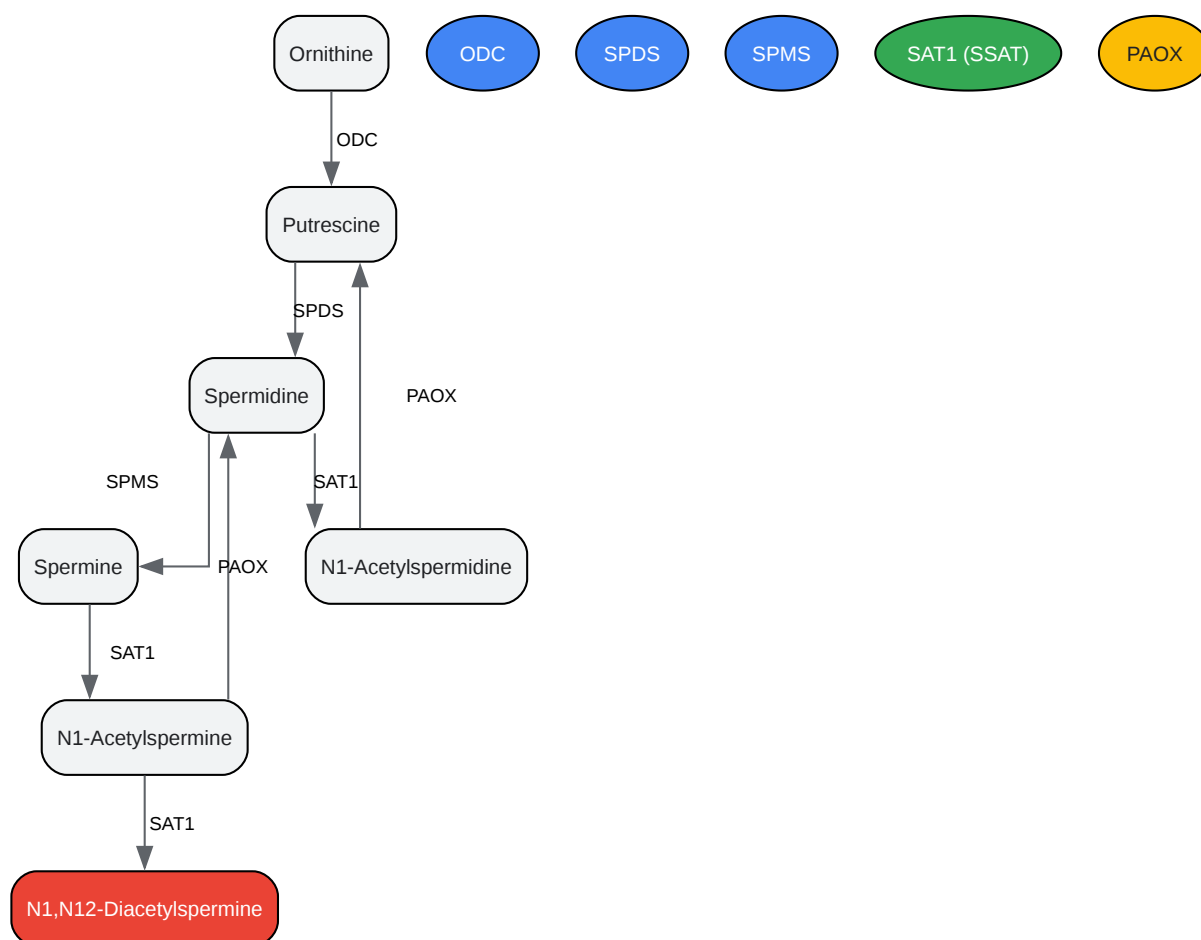 Ornithine
ODC
SPDS
SPMS
SAT1 (SSAT)
PAOX
ODC
Putrescine
SPDS
Spermidine
PAOX
SPMS
SAT1
Spermine
PAOX
N1-Acetylspermidine
SAT1
N1-Acetylspermine
SAT1
N1,N12-Diacetylspermine